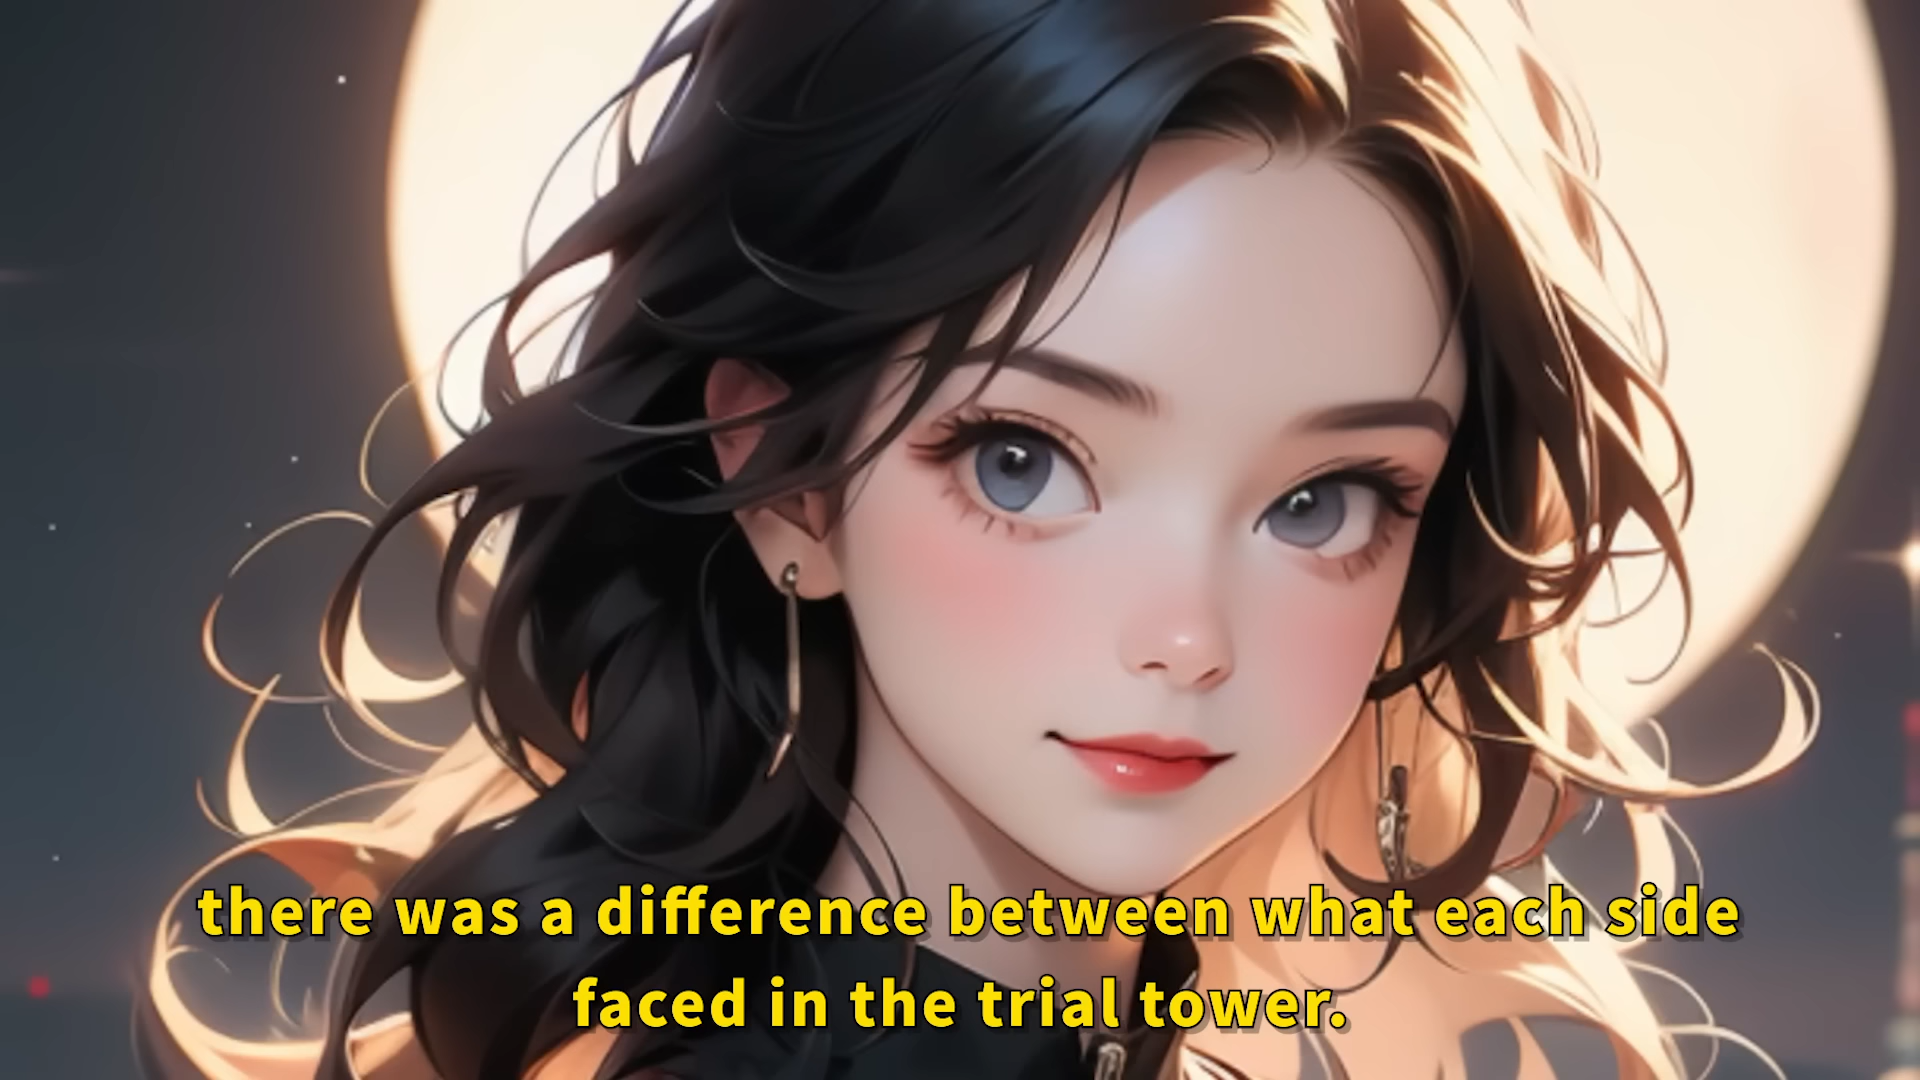 there was a difference between what each side
faced in the trial tower.